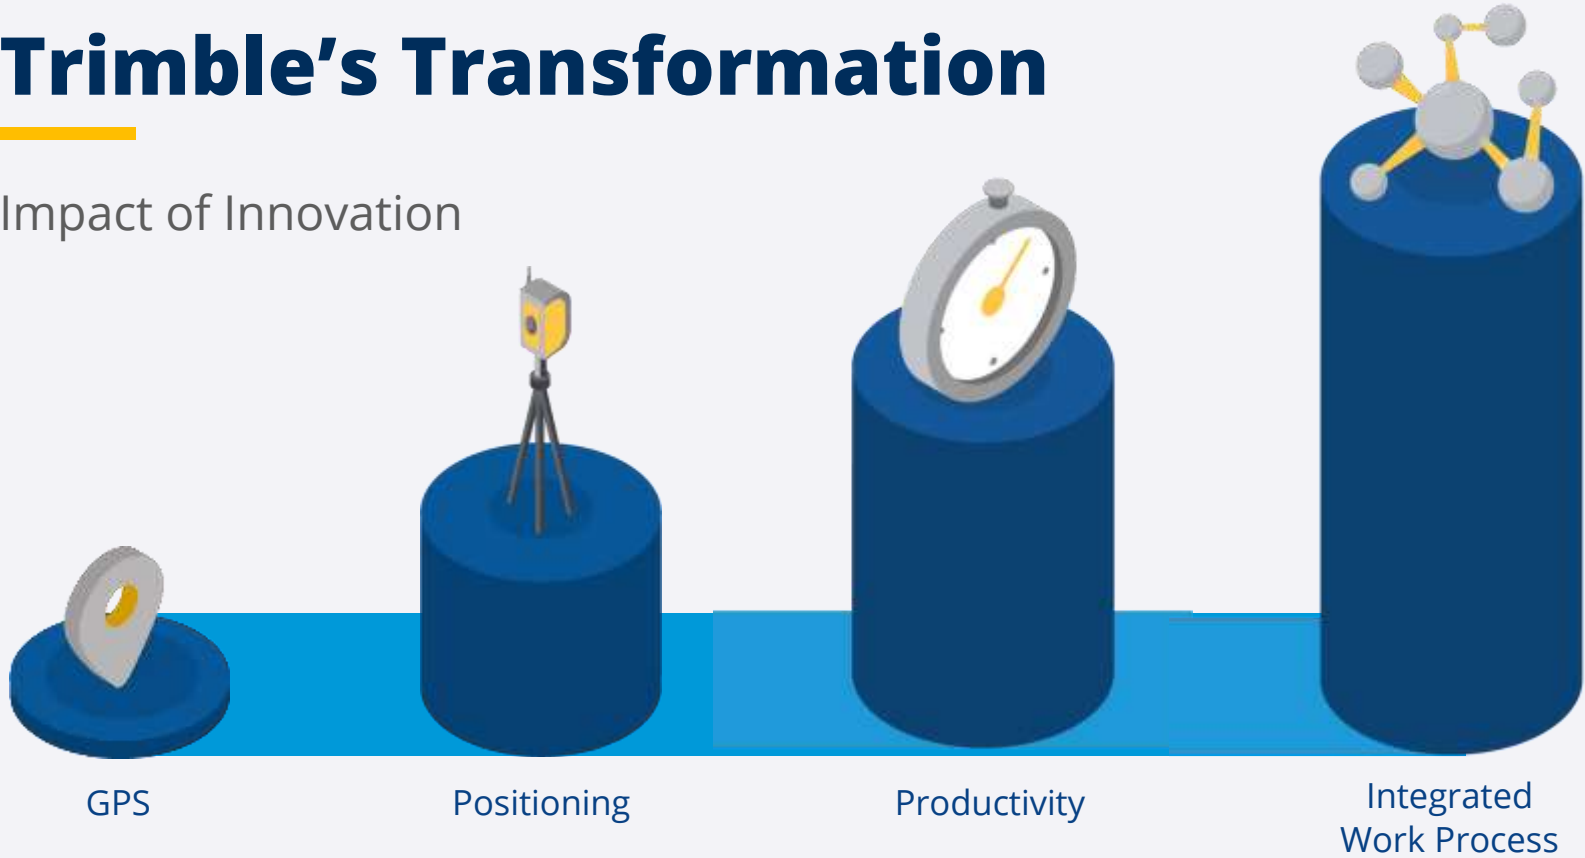 Trimble’s Transformation
Impact of Innovation
GPS
Positioning
Productivity
Integrated
Work Process